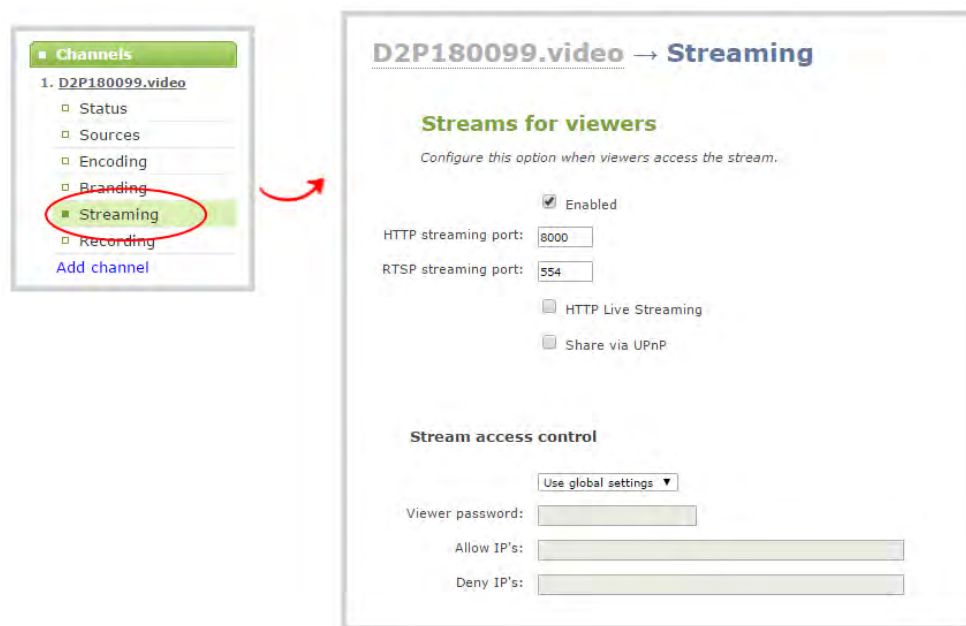 Channels
1. D2P180099.video
Status
Sources
Encoding
Branding
Streaming
Recording
Add channel
D2P180099.video → Streaming
Streams for viewers
Configure this option when viewers access the stream.
Enabled
HTTP streaming port: 8000
RTSP streaming port: 554
HTTP Live Streaming
Share via UPnP
Stream access control
Use global settings ▼
Viewer password:
Allow IP's:
Deny IP's: